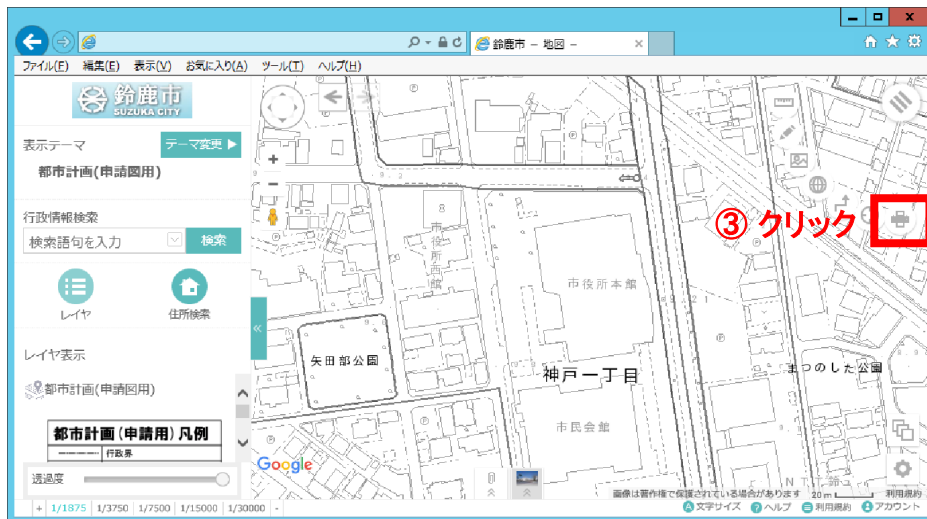 鈴鹿市 － 地図 －
ファイル(F) 編集(E) 表示(V) お気に入り(A) ツール(T) ヘルプ(H)
鈴鹿市
SUZUKA CITY
表示テーマ
テーマ変更 ▶
都市計画(申請図用)
行政情報検索
検索語句を入力
検索
レイヤ
住所検索
レイヤ表示
都市計画(申請図用)
都市計画(申請用)凡例
行政界
透過度
③ クリック
8
市役所西館
市役所本館
矢田部公園
神戸一丁目
まつのした公園
市民会館
Google
画像は著作権で保護されている場合があります 20 m 利用規約
+ 1/1875 1/3750 1/7500 1/15000 1/30000 -
文字サイズ ヘルプ 利用規約 アカウント